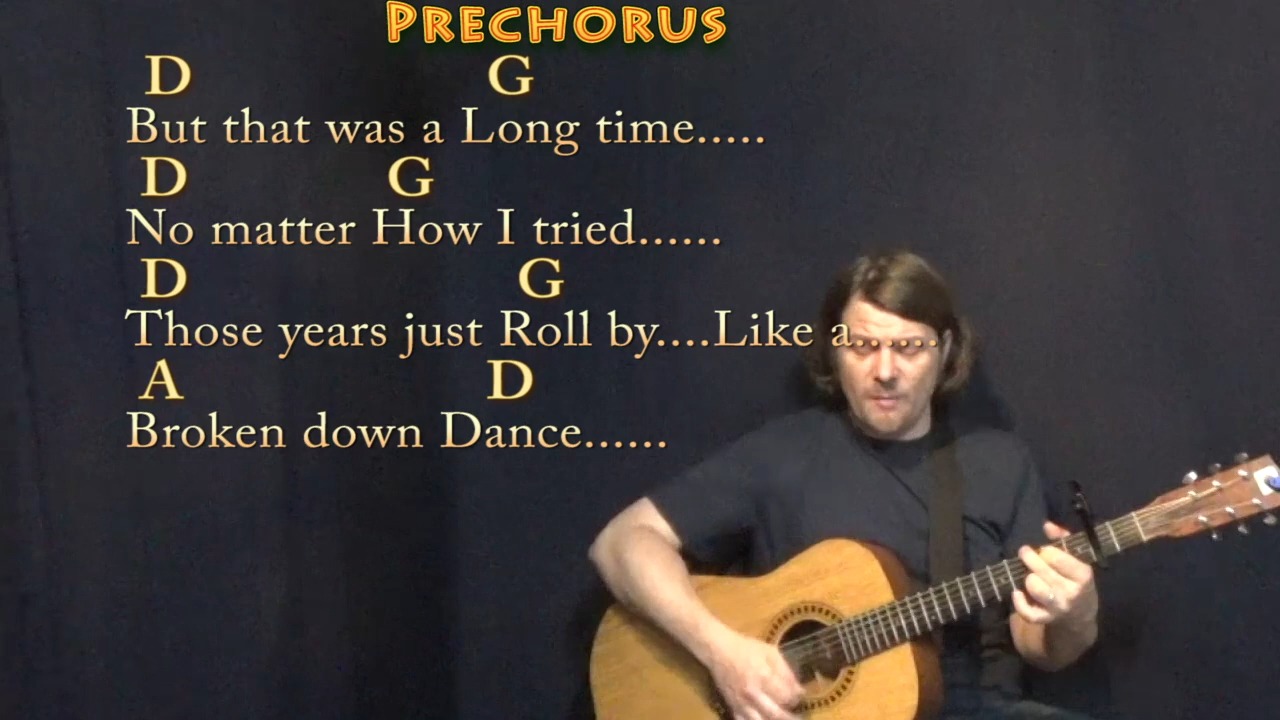 PRECHORUS
D G
But that was a Long time.....
D G
No matter How I tried......
D G
Those years just Roll by....Like a......
A D
Broken down Dance......